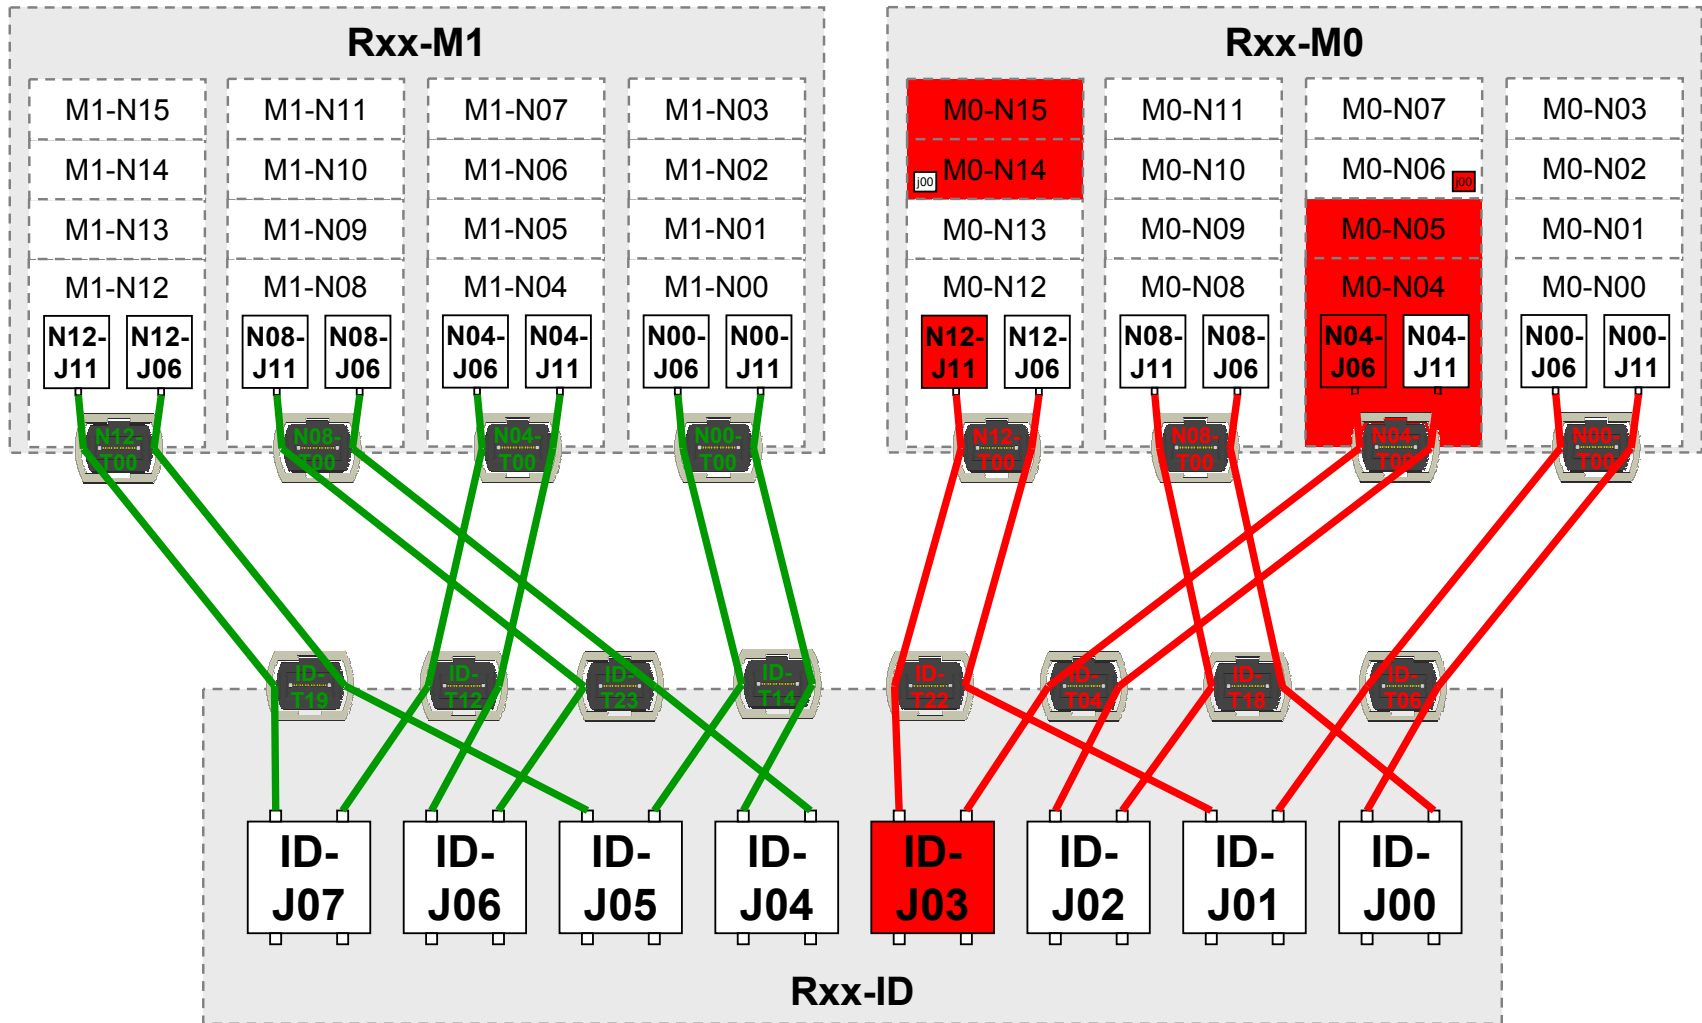 Rxx-M1
Rxx-M0
M1-N15
M1-N11
M1-N07
M1-N03
M0-N15
M0-N11
M0-N07
M0-N03
M1-N14
M1-N10
M1-N06
M1-N02
j00
M0-N14
M0-N10
M0-N06
j00
M0-N02
M1-N13
M1-N09
M1-N05
M1-N01
M0-N13
M0-N09
M0-N05
M0-N01
M1-N12
M1-N08
M1-N04
M1-N00
M0-N12
M0-N08
M0-N04
M0-N00
N12-
J11
N12-
J06
N08-
J11
N08-
J06
N04-
J06
N04-
J11
N00-
J06
N00-
J11
N12-
J11
N12-
J06
N08-
J11
N08-
J06
N04-
J06
N04-
J11
N00-
J06
N00-
J11
N12-
T00
N08-
T00
N04-
T00
N00-
T00
N12-
T00
N08-
T00
N04-
T00
N00-
T00
ID-
T19
ID-
T12
ID-
T23
ID-
T14
ID-
T22
ID-
T04
ID-
T18
ID-
T06
ID-
J07
ID-
J06
ID-
J05
ID-
J04
ID-
J03
ID-
J02
ID-
J01
ID-
J00
Rxx-ID